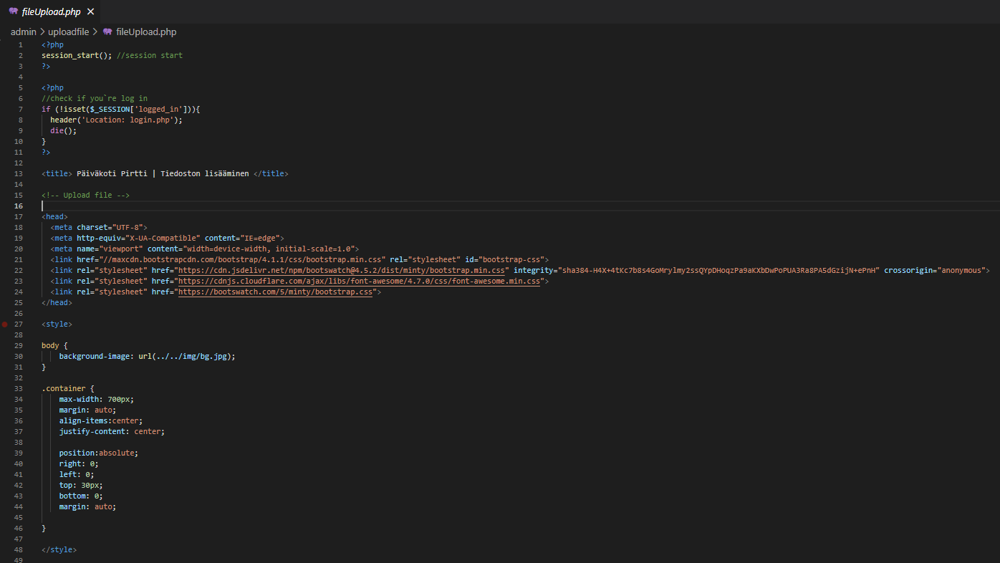 fileUpload.php
admin > uploadfile > fileUpload.php
1 <?php
2 session_start(); //session start
3 ?>
4
5 <?php
6 //check if you`re log in
7 if (!isset($_SESSION['logged_in'])){
8 header('Location: login.php');
9 die();
10 }
11 ?>
12
13 <title> Päiväkoti Pirtti | Tiedoston lisääminen </title>
14
15 <!-- Upload file -->
16
17 <head>
18 <meta charset="UTF-8">
19 <meta http-equiv="X-UA-Compatible" content="IE=edge">
20 <meta name="viewport" content="width=device-width, initial-scale=1.0">
21 <link href="//maxcdn.bootstrapcdn.com/bootstrap/4.1.1/css/bootstrap.min.css" rel="stylesheet" id="bootstrap-css">
22 <link rel="stylesheet" href="https://cdn.jsdelivr.net/npm/bootswatch@4.5.2/dist/minty/bootstrap.min.css" integrity="sha384-H4X+4tKc7b8s4GoMrylmy2ssQYpDHoqzPa9aKXbDwPoPUA3Ra8PA5dGzijN+ePnH" crossorigin="anonymous">
23 <link rel="stylesheet" href="https://cdnjs.cloudflare.com/ajax/libs/font-awesome/4.7.0/css/font-awesome.min.css">
24 <link rel="stylesheet" href="https://bootswatch.com/5/minty/bootstrap.css">
25 </head>
26
27 <style>
28
29 body {
30 background-image: url(../../img/bg.jpg);
31 }
32
33 .container {
34 max-width: 700px;
35 margin: auto;
36 align-items:center;
37 justify-content: center;
38
39 position:absolute;
40 right: 0;
41 left: 0;
42 top: 30px;
43 bottom: 0;
44 margin: auto;
45
46 }
47
48 </style>
49